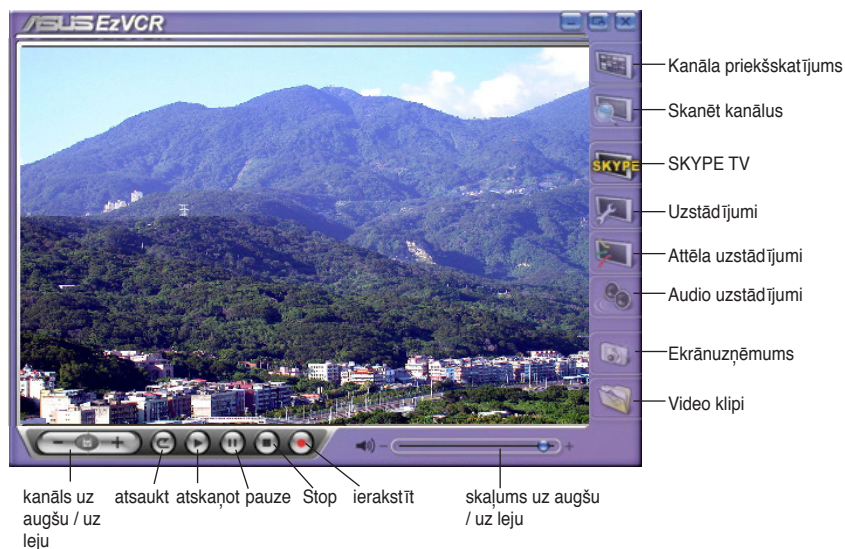 ASUS EzVCR
Kanāla priekšskatījums
Skanēt kanālus
SKYPE
SKYPE TV
Uzstādījumi
Attēla uzstādījumi
Audio uzstādījumi
Ekrānuzņēmums
Video klipi
kanāls uz
augšu / uz
leju
atsaukt
atskaņot
pauze
Stop
ierakstīt
skaļums uz augšu
/ uz leju